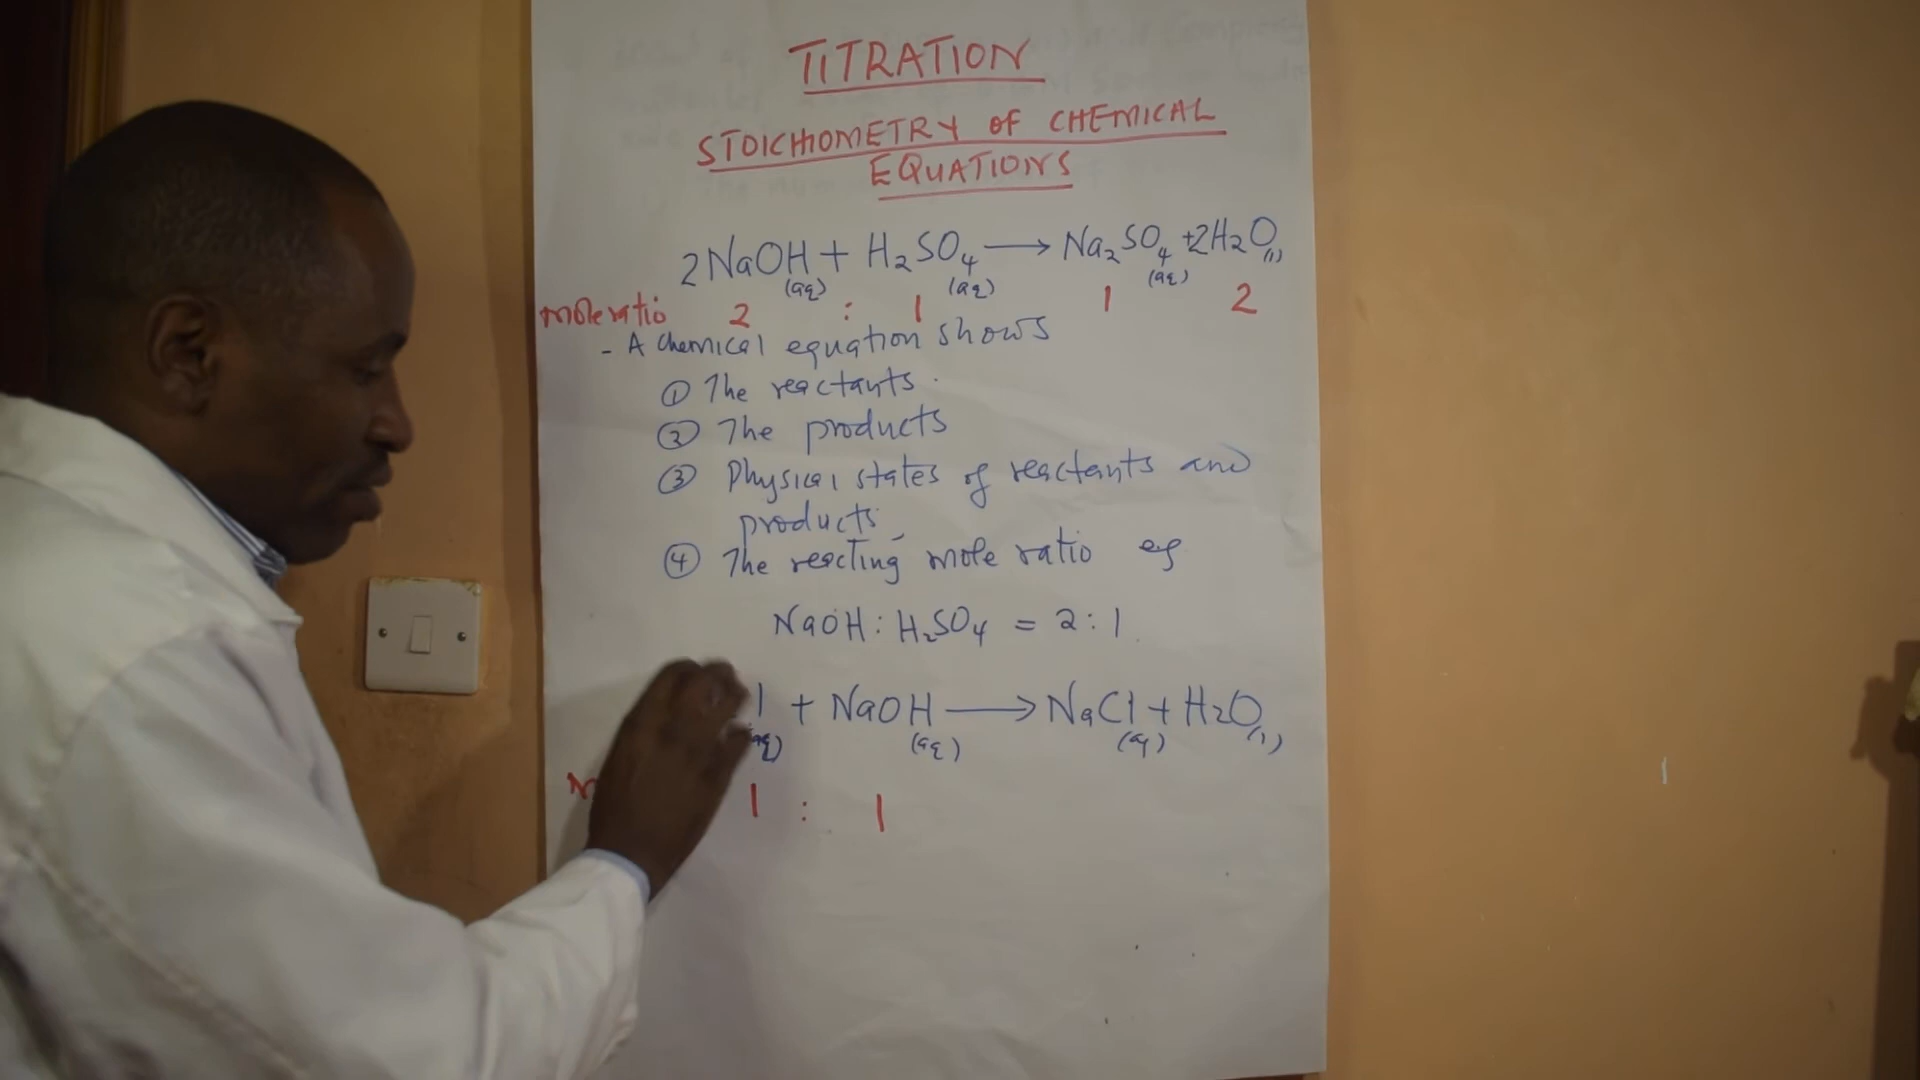 TITRATION
STOICHIOMETRY OF CHEMICAL
EQUATIONS
2NaOH + H₂SO₄ → Na₂SO₄ + 2H₂O(l)
(aq) (aq) (aq)
mole ratio 2 : 1 1 2
- A chemical equation shows
① The reactants.
② The products
③ Physical states of reactants and
products
④ The reacting mole ratio eg
NaOH : H₂SO₄ = 2 : 1
+ NaOH → NaCl + H₂O(l)
(aq) (aq) (aq)
1 : 1